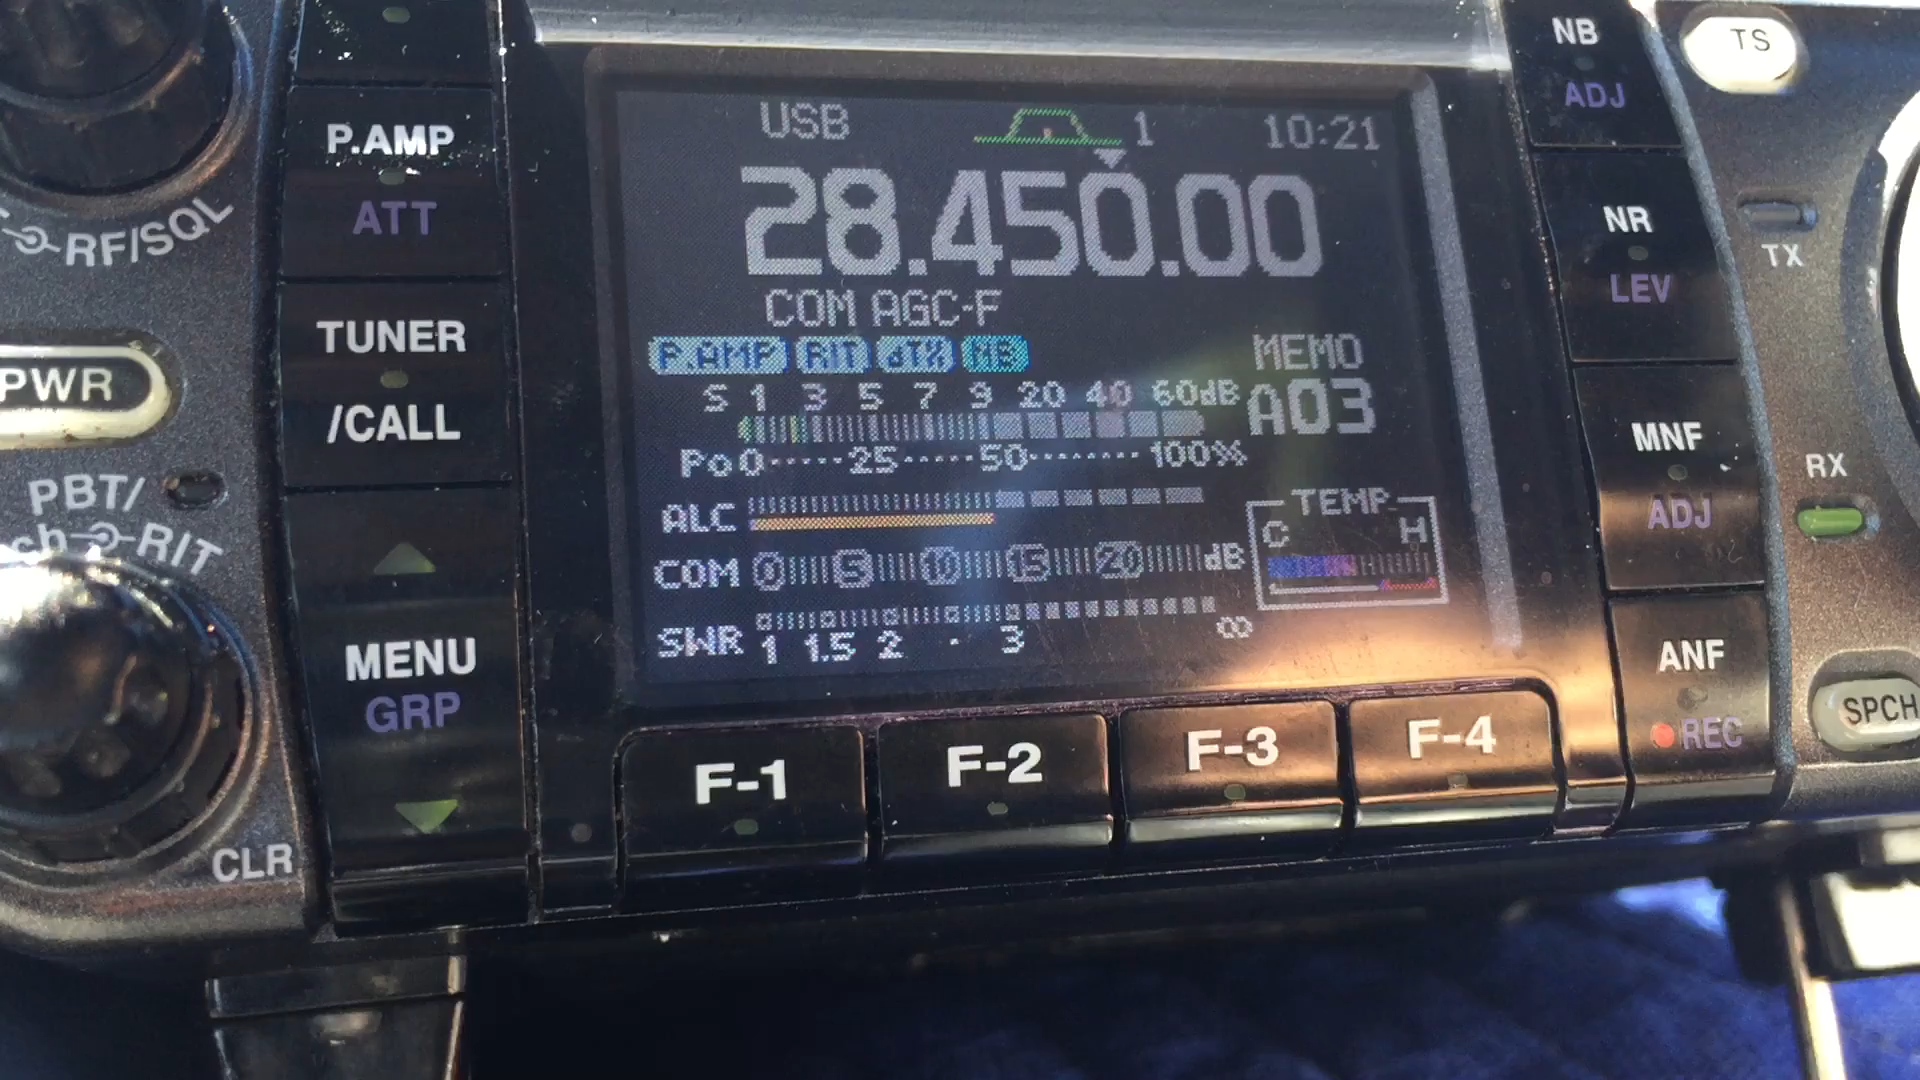 P.AMP
ATT
RF/SQL
TUNER
/CALL
PWR
PBT/
ch RIT
MENU
GRP
CLR
USB 1 10:21
28.450.00
COM AGC-F
P.AMP RIT MEMO
A03
S 1 3 5 7 9 20 40 60dB
Po 0 25 50 100%
ALC
COM 0 5 10 15 20 dB
SWR 1 1.5 2 · 3 ∞
TEMP
C H
F-1 F-2 F-3 F-4
NB
ADJ
TS
NR
LEV
TX
MNF
ADJ
RX
ANF
REC
SPCH